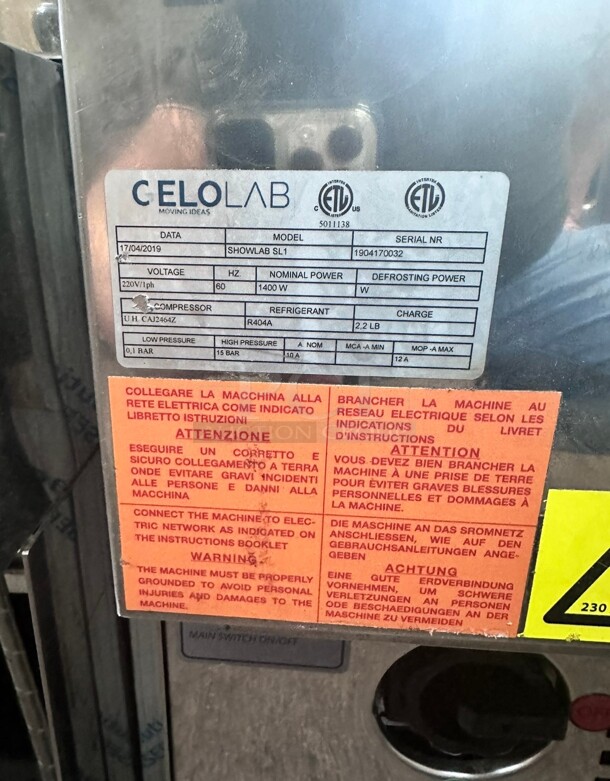 CELOLAB
MOVING IDEAS
C ETL US
INTERTEK
5011138
ETL
DATA MODEL SERIAL NR
17/04/2019 SHOWLAB SL1 1904170032
VOLTAGE HZ NOMINAL POWER DEFROSTING POWER
220V/1ph 60 1400 W W
COMPRESSOR REFRIGERANT CHARGE
U.H. CAJ2464Z R404A 2,2 LB
LOW PRESSURE HIGH PRESSURE A NOM MCA -A MIN MOP -A MAX
0,1 BAR 15 BAR 10 A 12 A
COLLEGARE LA MACCHINA ALLA
RETE ELETTRICA COME INDICATO
LIBRETTO ISTRUZIONI
ATTENZIONE
ESEGUIRE UN CORRETTO E
SICURO COLLEGAMENTO A TERRA
ONDE EVITARE GRAVI INCIDENTI
ALLE PERSONE E DANNI ALLA
MACCHINA
BRANCHER LA MACHINE AU
RESEAU ELECTRIQUE SELON LES
INDICATIONS DU LIVRET
D'INSTRUCTIONS
ATTENTION
VOUS DEVEZ BIEN BRANCHER LA
MACHINE À UNE PRISE DE TERRE
POUR ÉVITER GRAVES BLESSURES
PERSONNELLES ET DOMMAGES À
LA MACHINE.
CONNECT THE MACHINE TO ELEC-
TRIC NETWORK AS INDICATED ON
THE INSTRUCTIONS BOOKLET
WARNING
THE MACHINE MUST BE PROPERLY
GROUNDED TO AVOID PERSONAL
INJURIES AND DAMAGES TO THE
MACHINE.
DIE MASCHINE AN DAS SROMNETZ
ANSCHLIESSEN, WIE AUF DEN
GEBRAUCHSANLEITUNGEN ANGE-
GEBEN
ACHTUNG
EINE GUTE ERDVERBINDUNG
VORNEHMEN, UM SCHWERE
VERLETZUNGEN AN PERSONEN
ODE BESCHAEDIGUNGEN AN DER
MASCHINE ZU VERMEIDEN
230
MAIN SWITCH ON/OFF